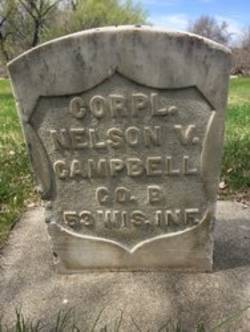 CORPL.
NELSON V.
CAMPBELL
CO. B
53 WIS. INF.